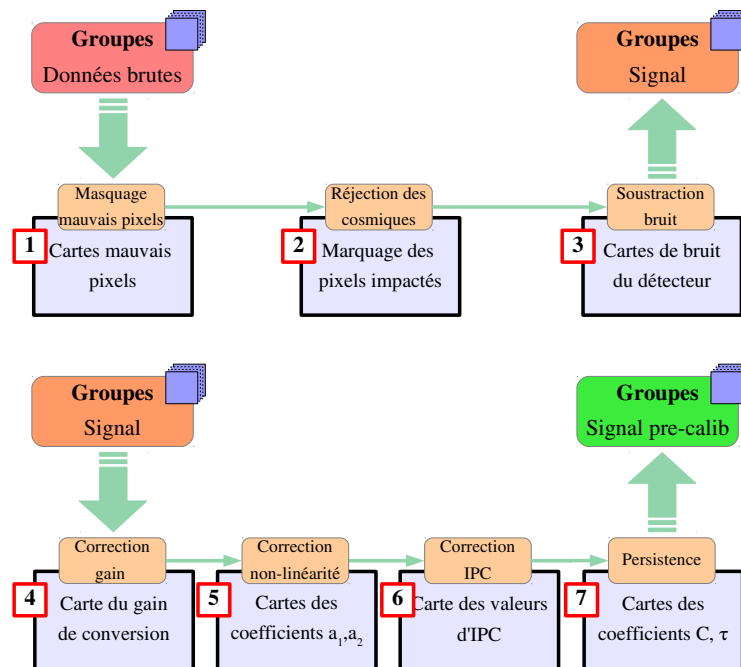 Groupes
Données brutes
Groupes
Signal
Masquage
mauvais pixels
Réjection des
cosmiques
Soustraction
bruit
1
Cartes mauvais
pixels
2
Marquage des
pixels impactés
3
Cartes de bruit
du détecteur
Groupes
Signal
Groupes
Signal pre-calib
Correction
gain
Correction
non-linéarité
Correction
IPC
Persistence
4
Carte du gain
de conversion
5
Cartes des
coefficients a₁,a₂
6
Carte des valeurs
d'IPC
7
Cartes des
coefficients C, τ